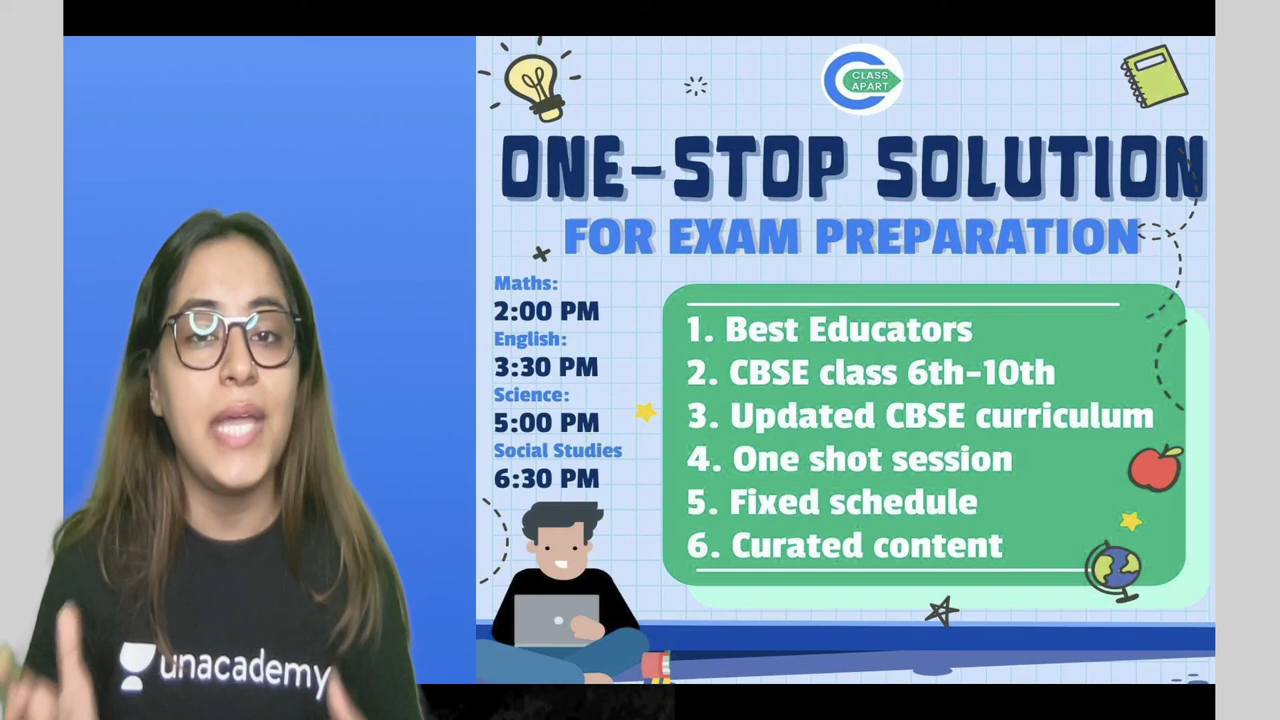 CLASS
APART
ONE-STOP SOLUTION
FOR EXAM PREPARATION
Maths:
2:00 PM
English:
3:30 PM
Science:
5:00 PM
Social Studies
6:30 PM
1. Best Educators
2. CBSE class 6th-10th
3. Updated CBSE curriculum
4. One shot session
5. Fixed schedule
6. Curated content
unacademy